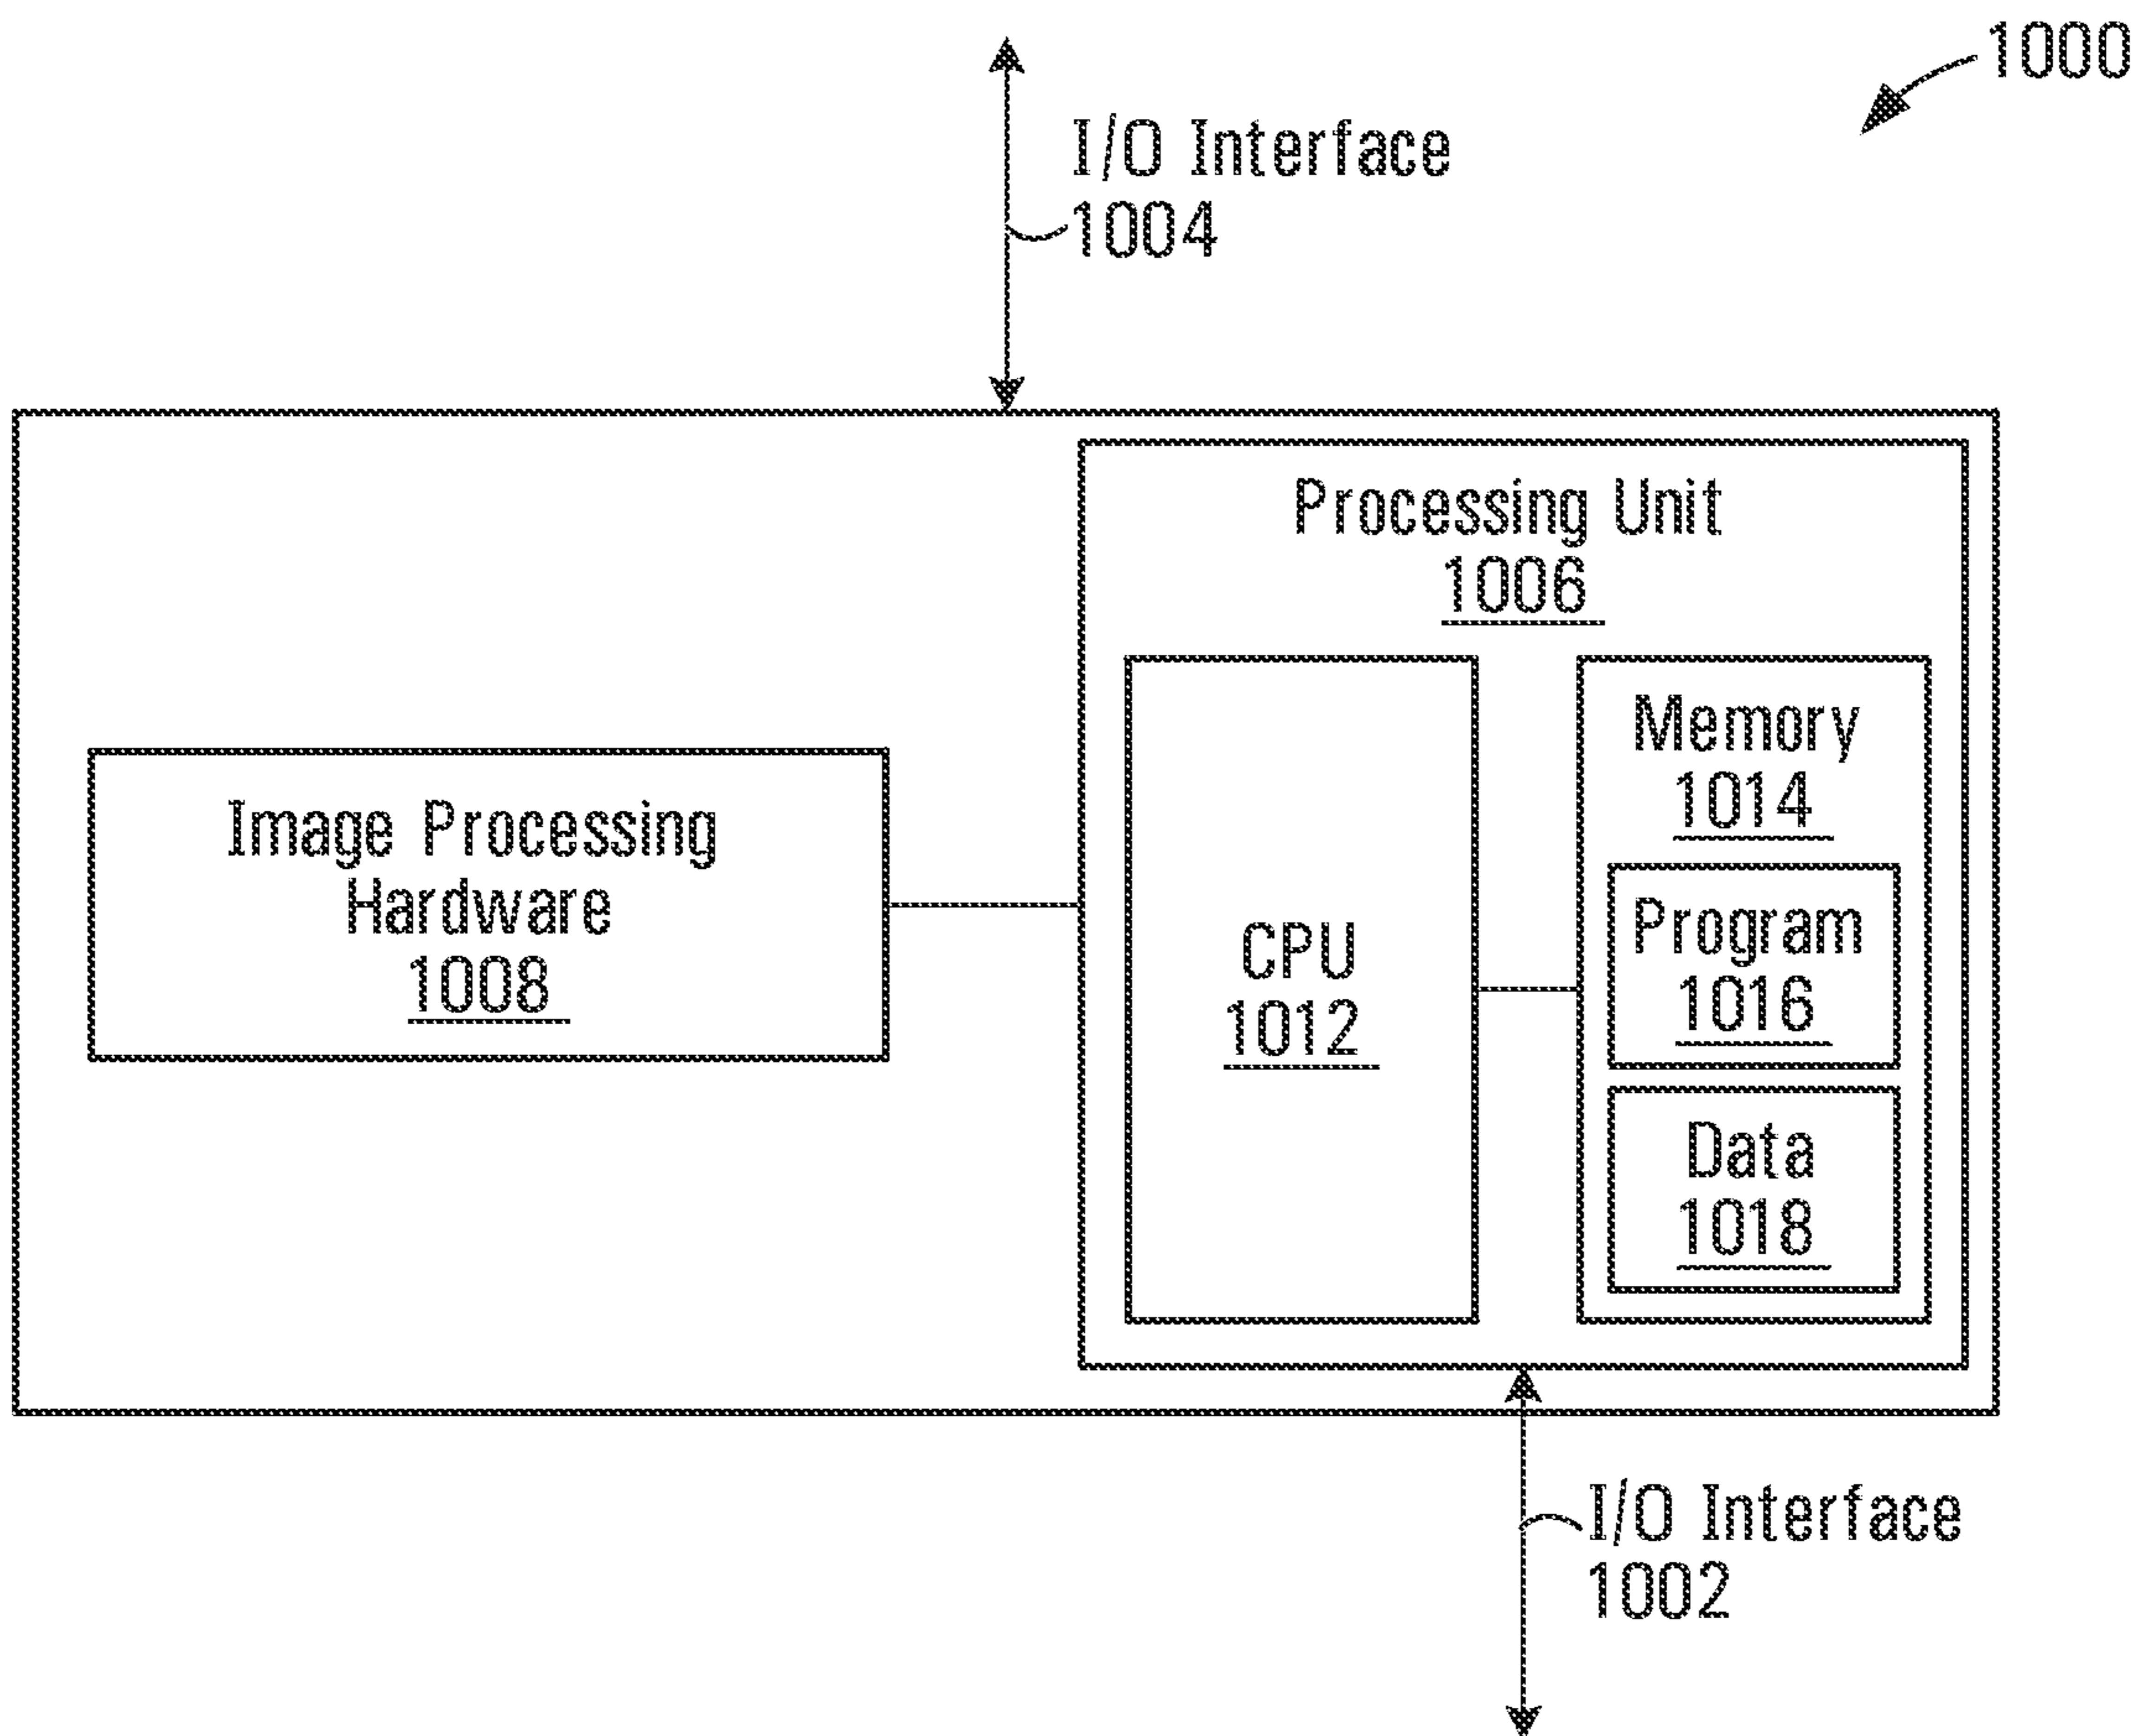 1000
I/O Interface
1004
Processing Unit
1006
Image Processing
Hardware
1008
CPU
1012
Memory
1014
Program
1016
Data
1018
I/O Interface
1002